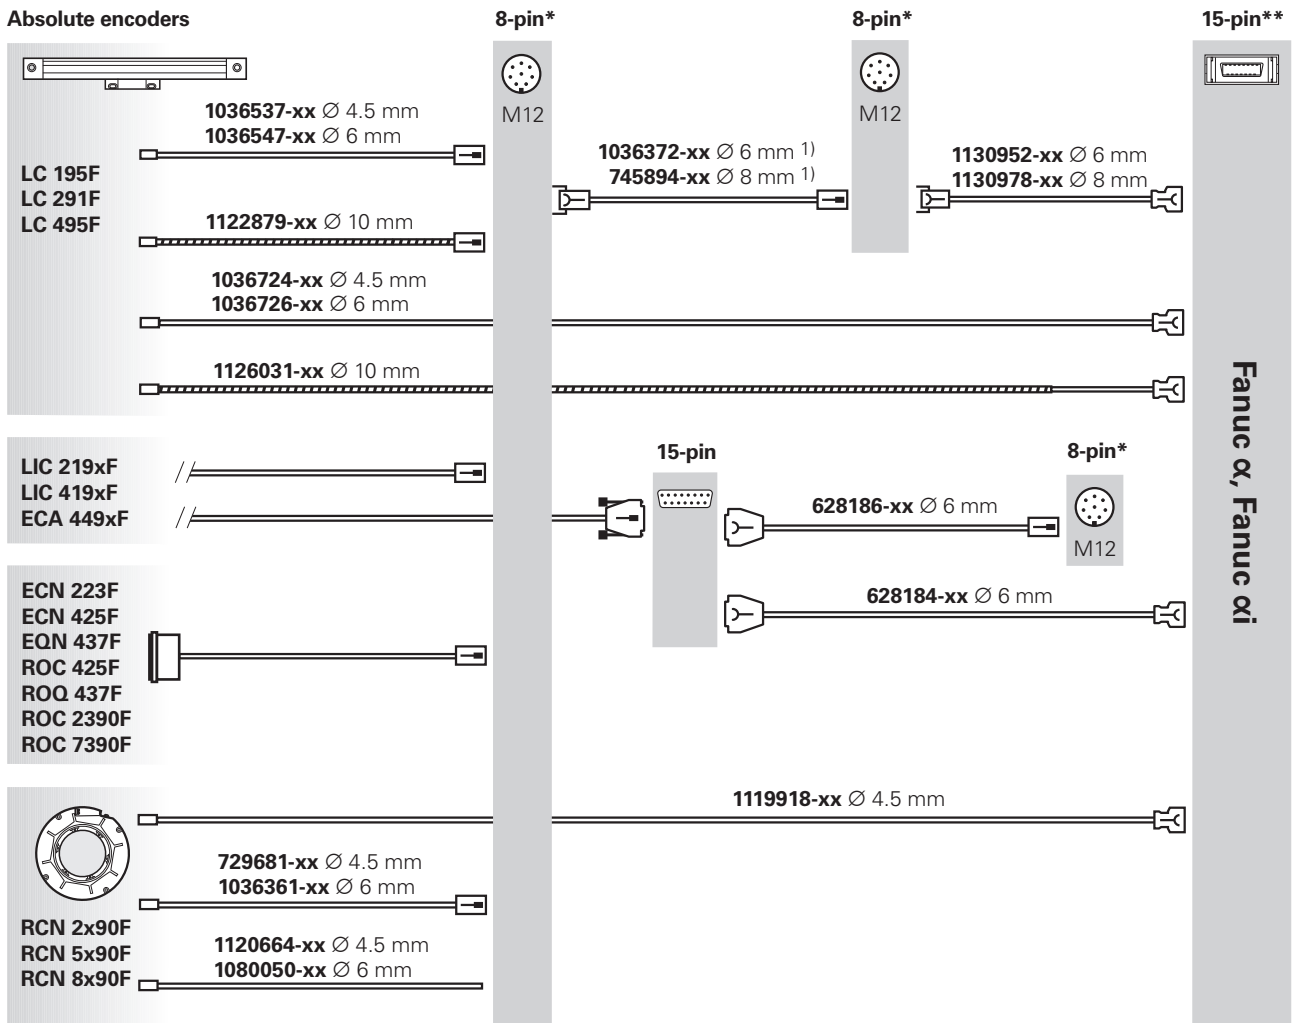 Absolute encoders
8-pin*
8-pin*
15-pin**
M12
M12
1036537-xx Ø 4.5 mm
1036547-xx Ø 6 mm
LC 195F
LC 291F
LC 495F
1036372-xx Ø 6 mm 1)
745894-xx Ø 8 mm 1)
1130952-xx Ø 6 mm
1130978-xx Ø 8 mm
1122879-xx Ø 10 mm
1036724-xx Ø 4.5 mm
1036726-xx Ø 6 mm
1126031-xx Ø 10 mm
Fanuc α, Fanuc αi
LIC 219xF
LIC 419xF
ECA 449xF
15-pin
8-pin*
628186-xx Ø 6 mm
M12
ECN 223F
ECN 425F
EQN 437F
ROC 425F
ROQ 437F
ROC 2390F
ROC 7390F
628184-xx Ø 6 mm
1119918-xx Ø 4.5 mm
729681-xx Ø 4.5 mm
1036361-xx Ø 6 mm
RCN 2x90F
RCN 5x90F
RCN 8x90F
1120664-xx Ø 4.5 mm
1080050-xx Ø 6 mm